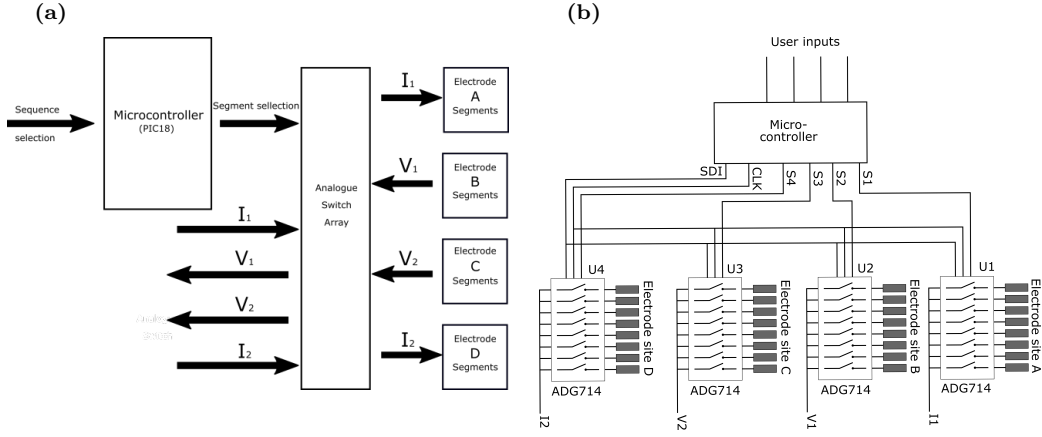 (a)
Sequence
selection
Microcontroller
(PIC18)
Segment selection
I1
V1
V2
I2
Analogue
Switch
Array
I1
V1
V2
I2
Electrode
A
Segments
Electrode
B
Segments
Electrode
C
Segments
Electrode
D
Segments
(b)
User inputs
Micro-
controller
SDI
CLK
S4
S3
S2
S1
U4
U3
U2
U1
Electrode site D
Electrode site C
Electrode site B
Electrode site A
ADG714
ADG714
ADG714
ADG714
I2
V2
V1
I1